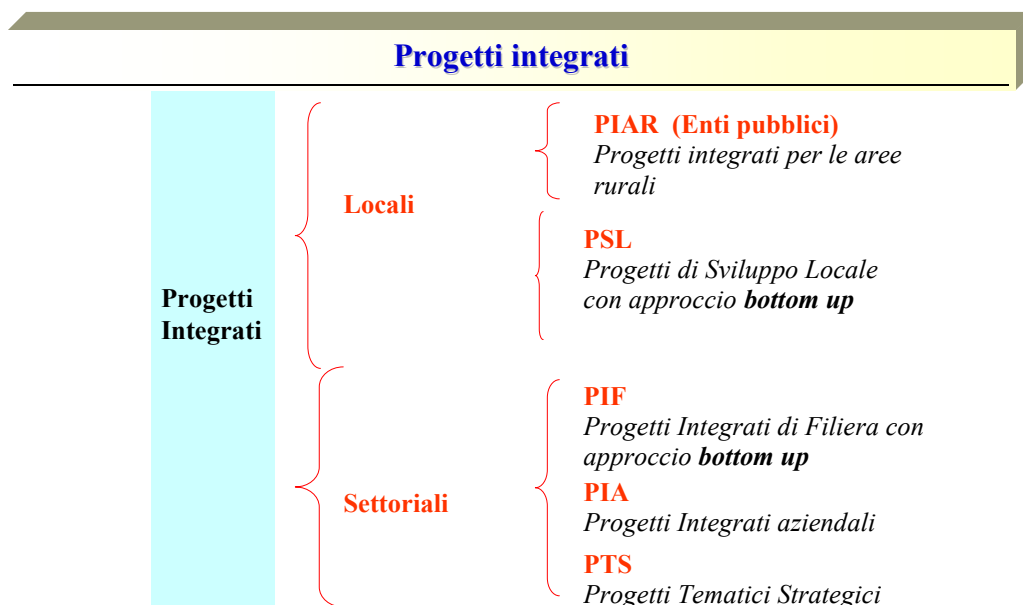 Progetti integrati
Progetti
Integrati
Locali
PIAR (Enti pubblici)
Progetti integrati per le aree
rurali
PSL
Progetti di Sviluppo Locale
con approccio bottom up
Settoriali
PIF
Progetti Integrati di Filiera con
approccio bottom up
PIA
Progetti Integrati aziendali
PTS
Progetti Tematici Strategici